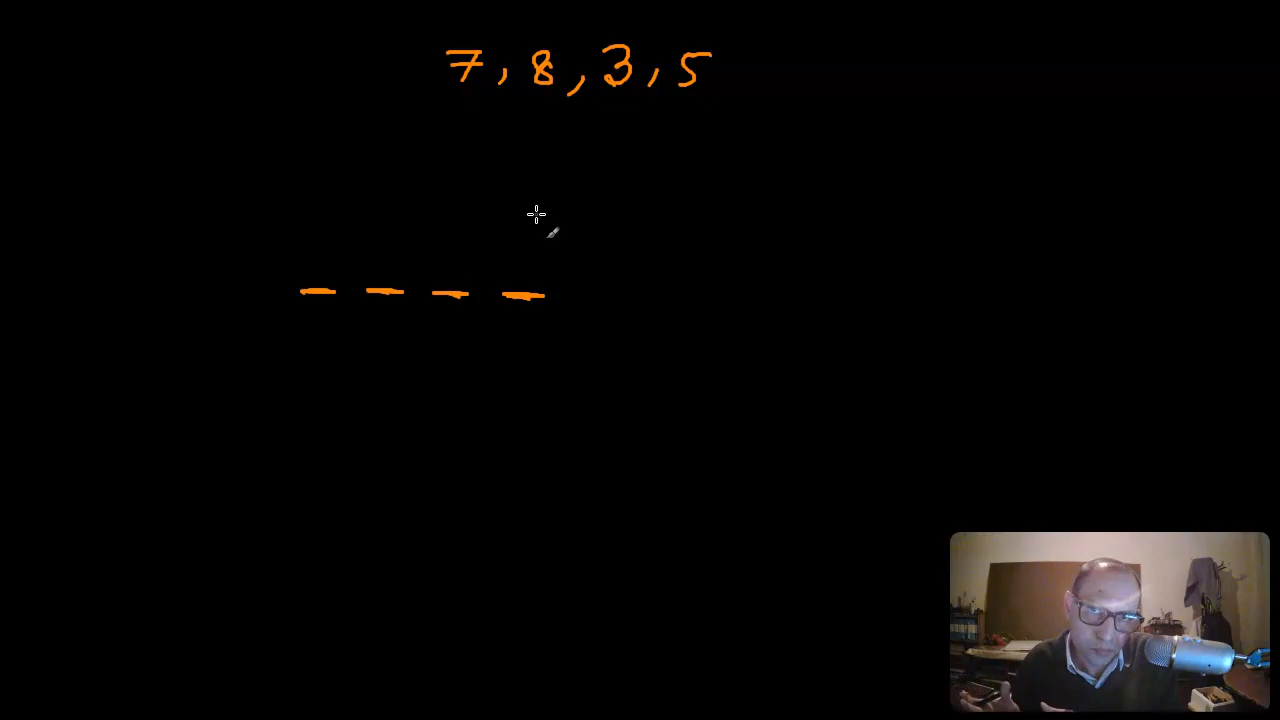 7, 8, 3, 5
_ _ _ _